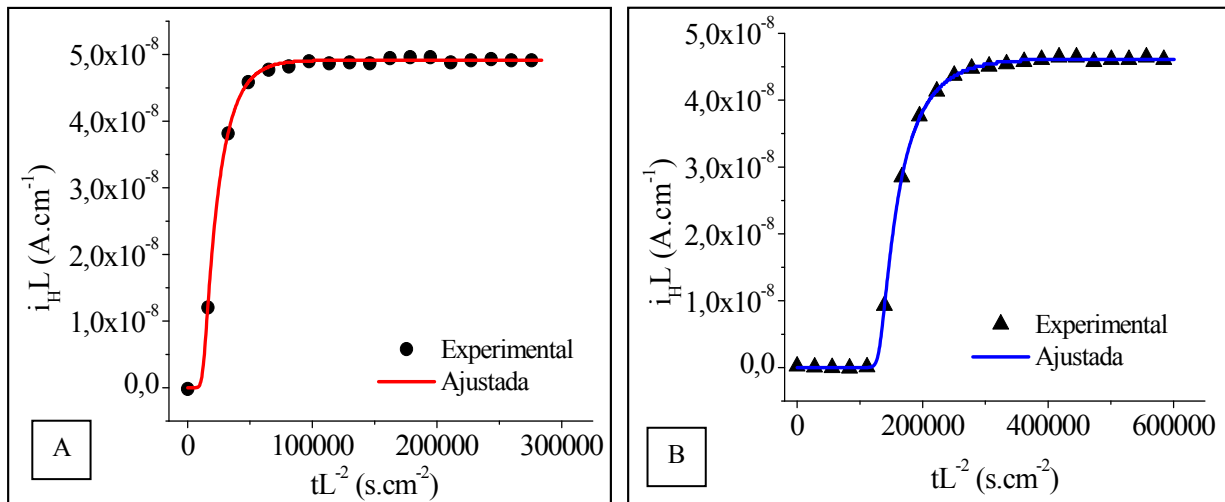 5,0x10⁻⁸
4,0x10⁻⁸
3,0x10⁻⁸
2,0x10⁻⁸
1,0x10⁻⁸
0,0
i_H L (A.cm⁻¹)
Experimental
Ajustada
0
100000
200000
300000
tL⁻² (s.cm⁻²)
A
5,0x10⁻⁸
4,0x10⁻⁸
3,0x10⁻⁸
2,0x10⁻⁸
1,0x10⁻⁸
0,0
i_H L (A.cm⁻¹)
Experimental
Ajustada
0
200000
400000
600000
tL⁻² (s.cm⁻²)
B